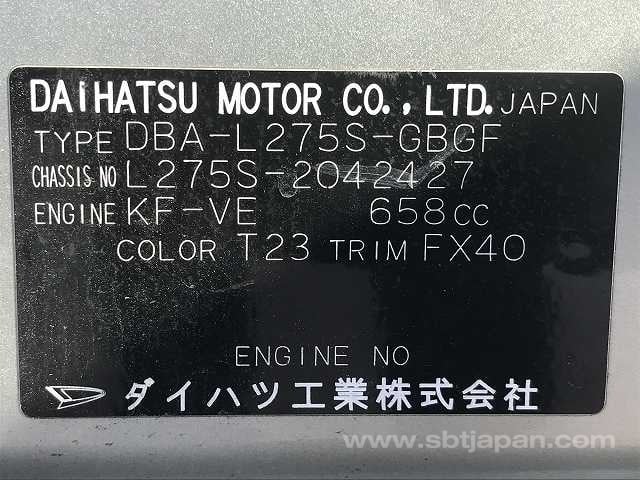 DAIHATSU MOTOR CO., LTD. JAPAN
TYPE DBA-L275S-GBGF
CHASSIS NO L275S-2042427
ENGINE KF-VE 658CC
COLOR T23 TRIM FX40
ENGINE NO
ダイハツ工業株式会社
www.sbtjapan.com